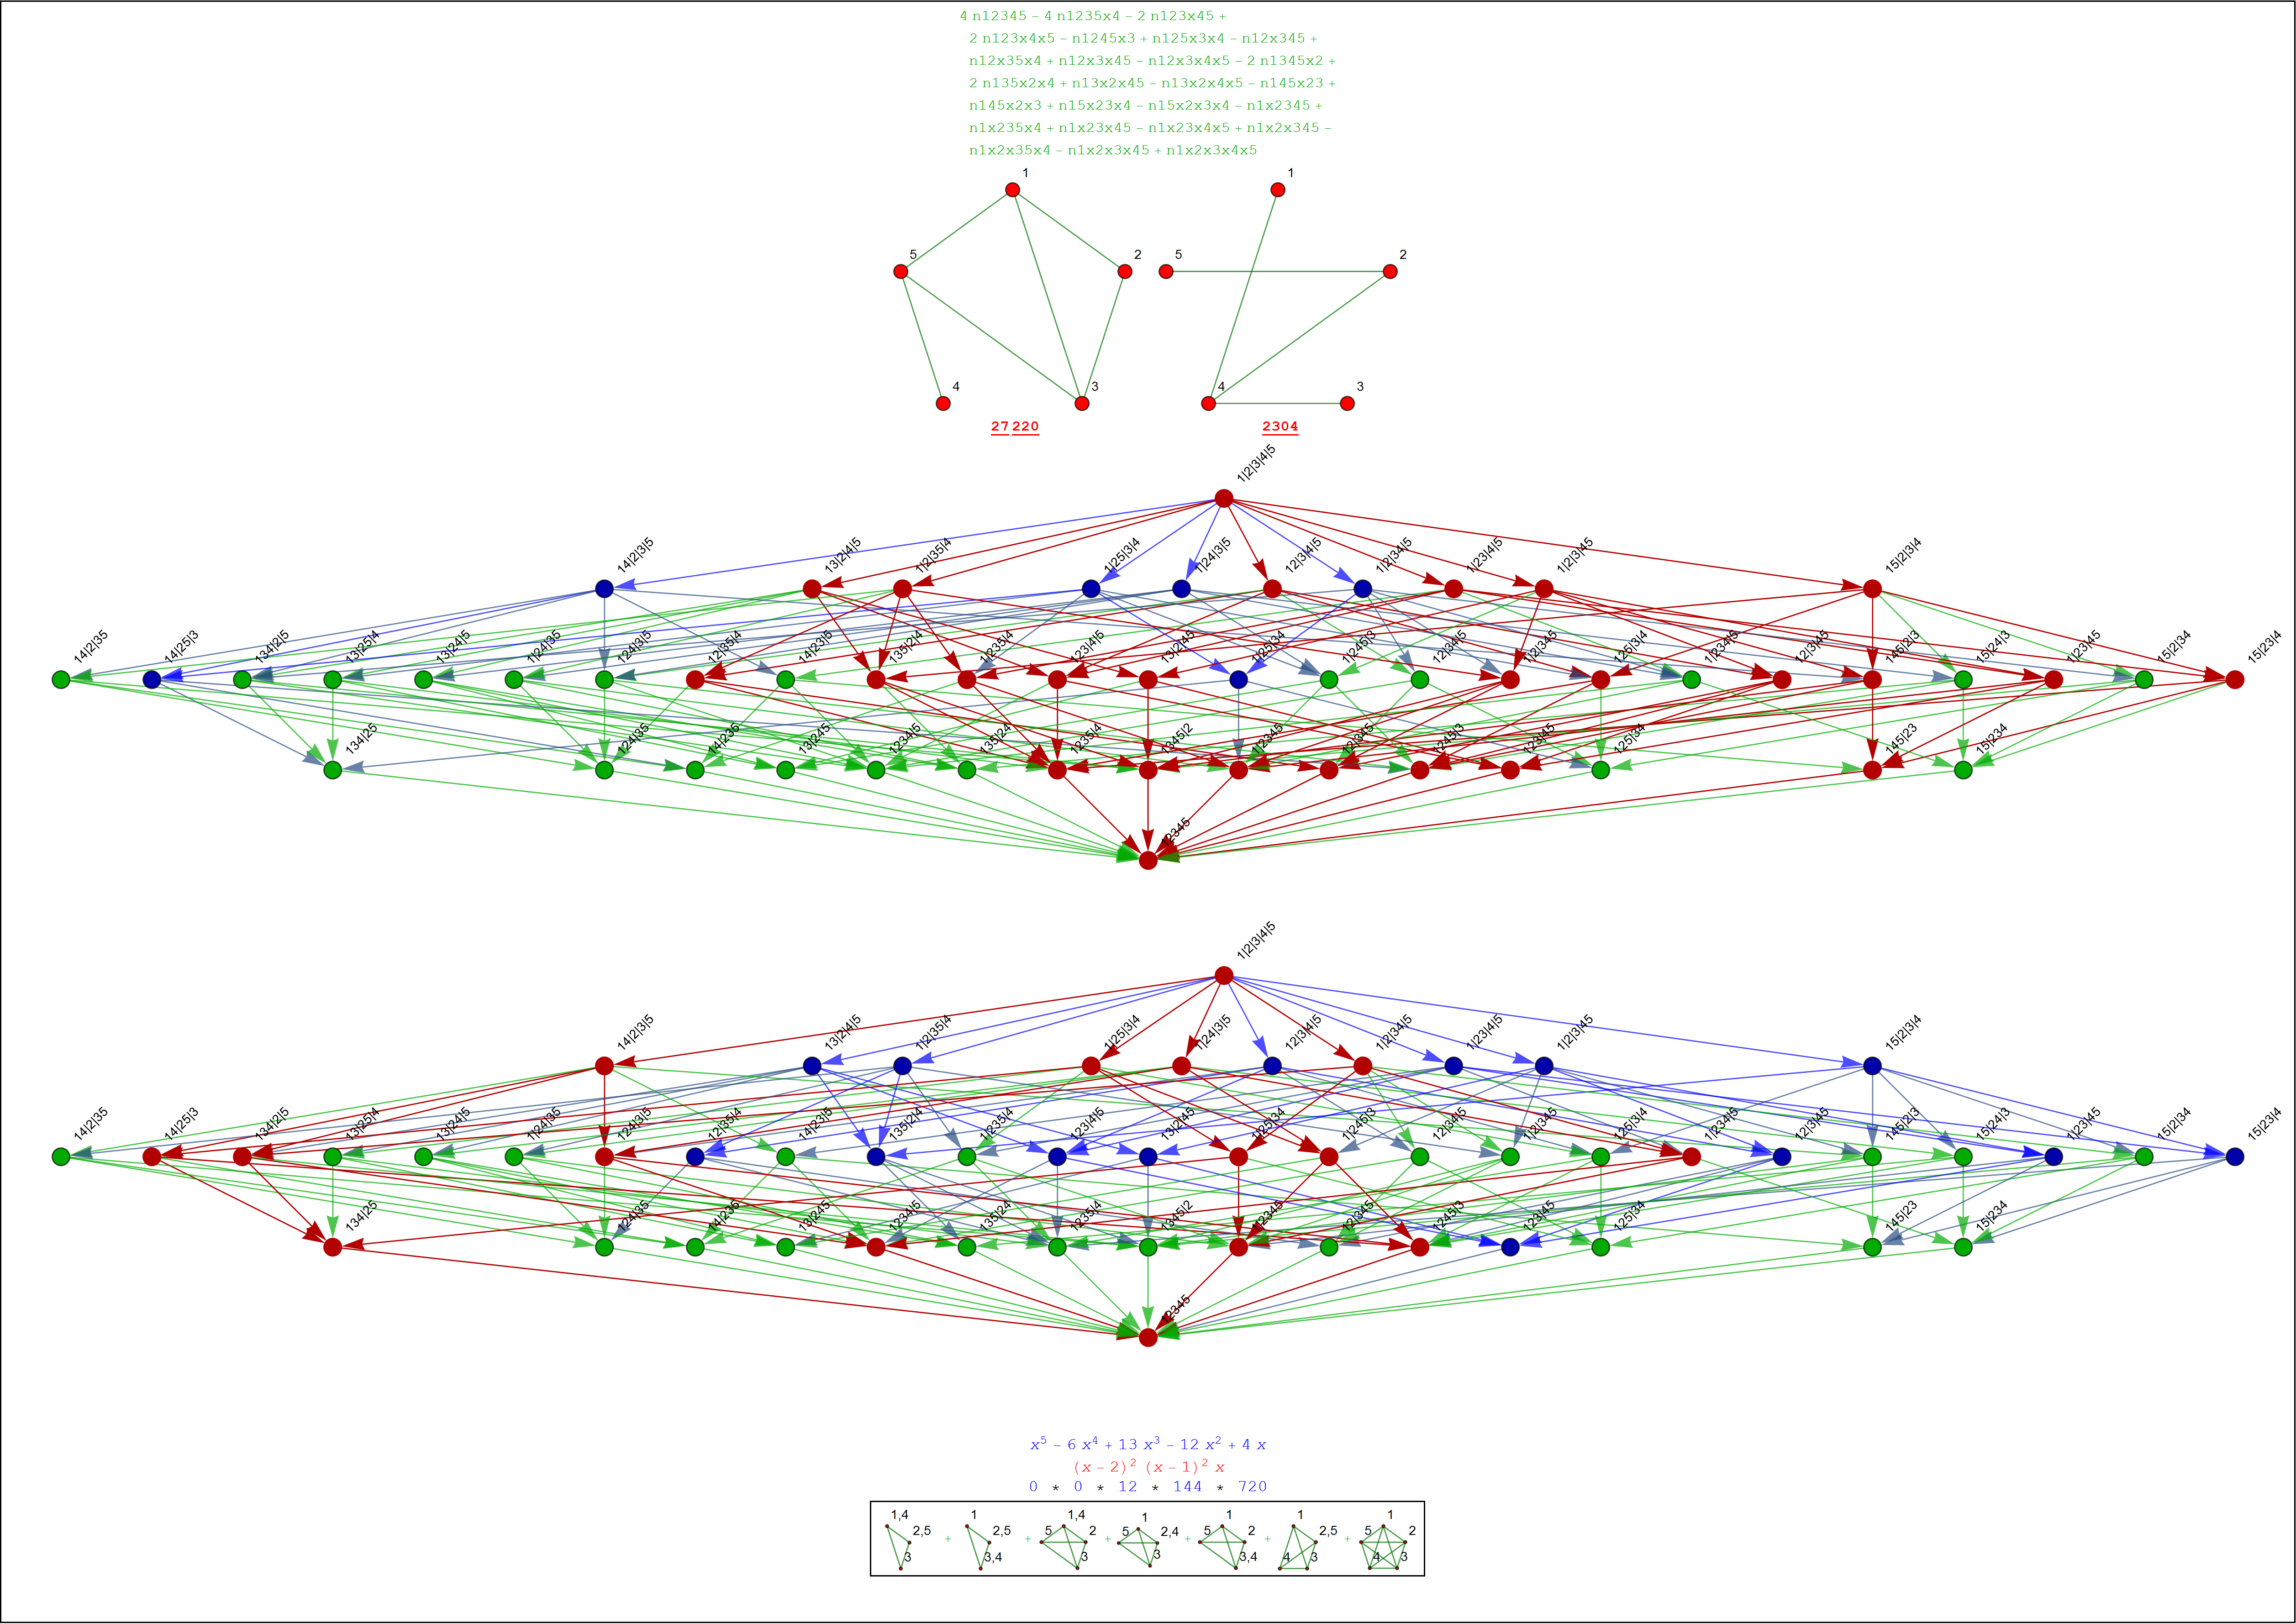 4 n12345 − 4 n1235x4 − 2 n123x45 +
2 n123x4x5 − n1245x3 + n125x3x4 − n12x345 +
n12x35x4 + n12x3x45 − n12x3x4x5 − 2 n1345x2 +
2 n135x2x4 + n13x2x45 − n13x2x4x5 − n145x23 +
n145x2x3 + n15x23x4 − n15x2x3x4 − n1x2345 +
n1x235x4 + n1x23x45 − n1x23x4x5 + n1x2x345 −
n1x2x35x4 − n1x2x3x45 + n1x2x3x4x5
1 1
5 2 5 2
4 3 4 3
27 220 2304
1|2|3|4|5
14|2|3|5 13|2|4|5 1|2|35|4 1|25|3|4 1|24|3|5 12|3|4|5 1|2|34|5 1|23|4|5 1|2|3|45 15|2|3|4
14|2|35 14|25|3 134|2|5 13|25|4 13|24|5 1|24|35 124|3|5 12|35|4 14|23|5 135|2|4 1|235|4 123|4|5 13|2|45 1|25|34 1|245|3 12|34|5 1|2|345 125|3|4 1|234|5 12|3|45 145|2|3 15|24|3 1|23|45 15|2|34 15|23|4
134|25 124|35 14|235 13|245 1234|5 135|24 1235|4 1345|2 1|2345 12|345 1245|3 123|45 125|34 145|23 15|234
12345
1|2|3|4|5
14|2|3|5 13|2|4|5 1|2|35|4 1|25|3|4 1|24|3|5 12|3|4|5 1|2|34|5 1|23|4|5 1|2|3|45 15|2|3|4
14|2|35 14|25|3 134|2|5 13|25|4 13|24|5 1|24|35 124|3|5 12|35|4 14|23|5 135|2|4 1|235|4 123|4|5 13|2|45 1|25|34 1|245|3 12|34|5 1|2|345 125|3|4 1|234|5 12|3|45 145|2|3 15|24|3 1|23|45 15|2|34 15|23|4
134|25 124|35 14|235 13|245 1234|5 135|24 1235|4 1345|2 1|2345 12|345 1245|3 123|45 125|34 145|23 15|234
12345
x⁵ − 6 x⁴ + 13 x³ − 12 x² + 4 x
(x − 2)² (x − 1)² x
0 * 0 * 12 * 144 * 720
1,4 1 1,4 1 1 1 1
2,5 + 2,5 + 5 2 + 5 2,4 + 5 2 + 2,5 + 5 2
3 3,4 3 3 3,4 4 3 4 3